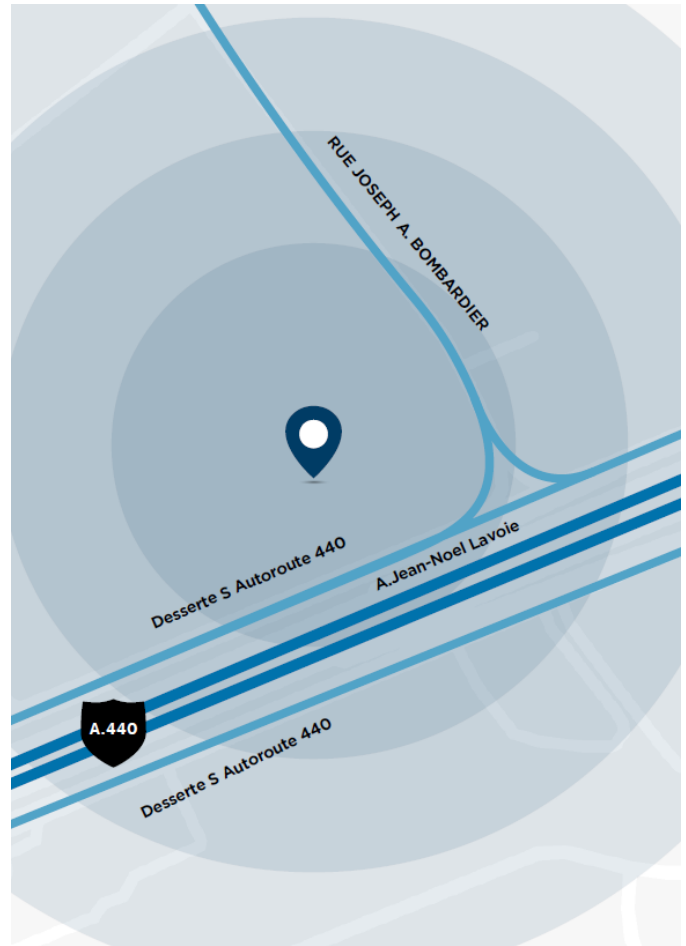 RUE JOSEPH A. BOMBARDIER
Desserte S Autoroute 440
A.Jean-Noel Lavoie
A.440
Desserte S Autoroute 440